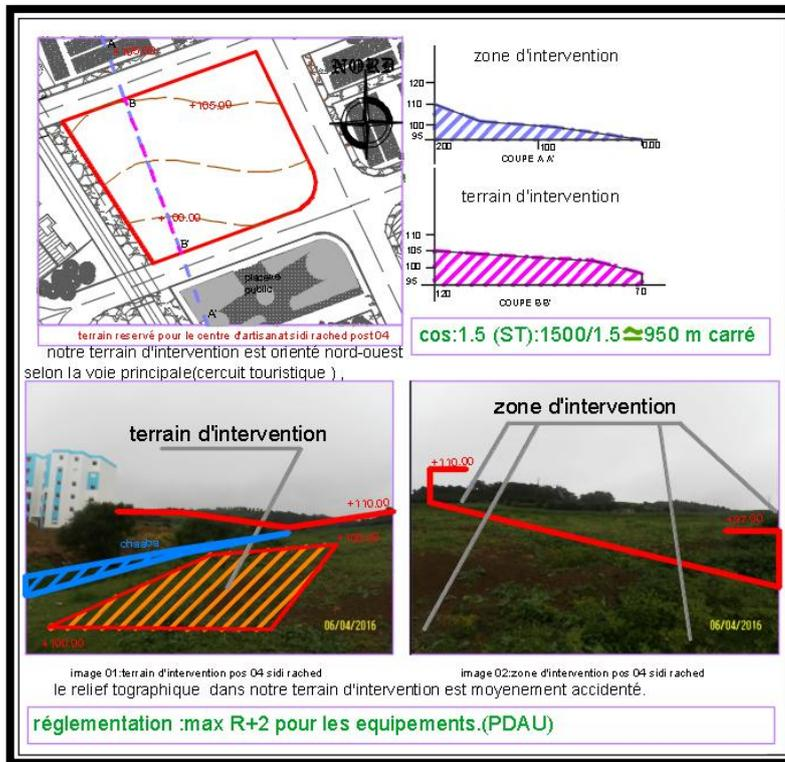 A
+105.00
NORD
B
+105.00
+100.00
B'
placette
public
A'
terrain reservé pour le centre d'artisanat sidi rached post 04
zone d'intervention
120
110
100
95
200
100
0.00
COUPE A A'
terrain d'intervention
110
105
100
95
120
70
COUPE B B'
cos:1.5 (ST):1500/1.5≅950 m carré
notre terrain d'intervention est orienté nord-ouest
selon la voie principale(cercuit touristique ) ,
terrain d'intervention
+110.00
chaaba
+100.00
+100.00
06/04/2016
zone d'intervention
+110.00
+97.00
06/04/2016
image 01:terrain d'intervention pos 04 sidi rached
image 02:zone d'intervention pos 04 sidi rached
le relief tographique dans notre terrain d'intervention est moyenement accidenté.
réglementation :max R+2 pour les equipements.(PDAU)